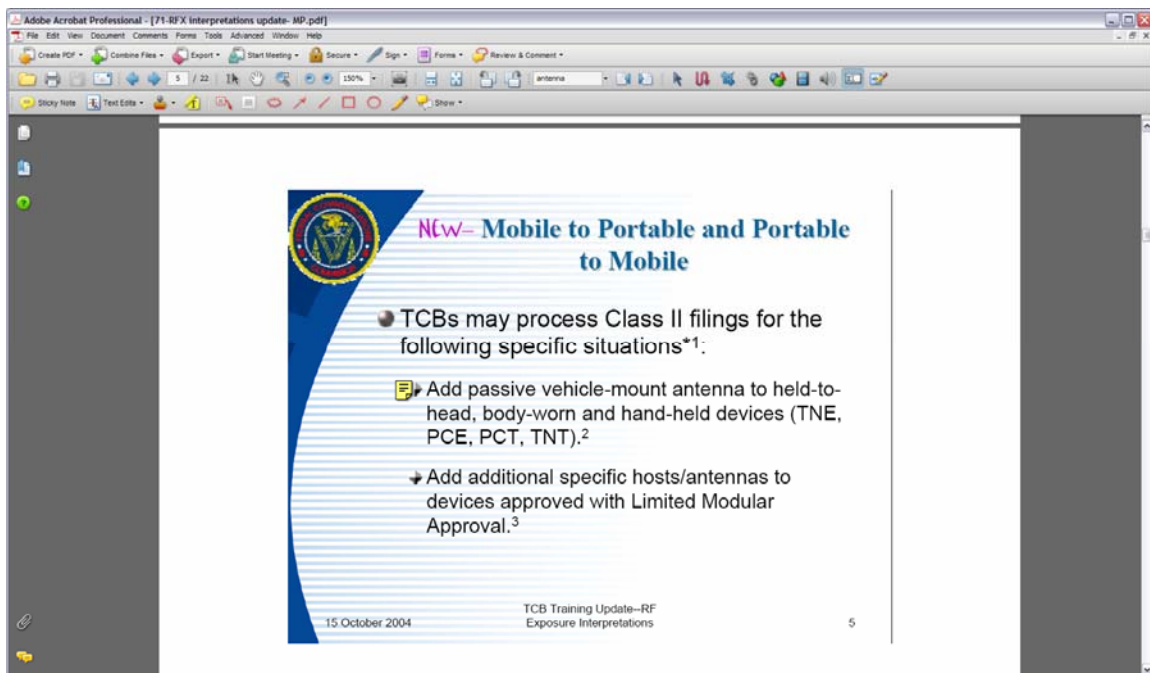 Adobe Acrobat Professional - [71-RFX interpretations update- MP.pdf]
File Edit View Document Comments Forms Tools Advanced Window Help
Create PDF Combine Files Export Start Meeting Secure Sign Forms Review & Comment
5 / 22 150% antenna
Sticky Note Text Edits Show
NEW– Mobile to Portable and Portable
to Mobile
TCBs may process Class II filings for the
following specific situations*1:
Add passive vehicle-mount antenna to held-to-
head, body-worn and hand-held devices (TNE,
PCE, PCT, TNT).2
Add additional specific hosts/antennas to
devices approved with Limited Modular
Approval.3
15 October 2004
TCB Training Update--RF
Exposure Interpretations
5